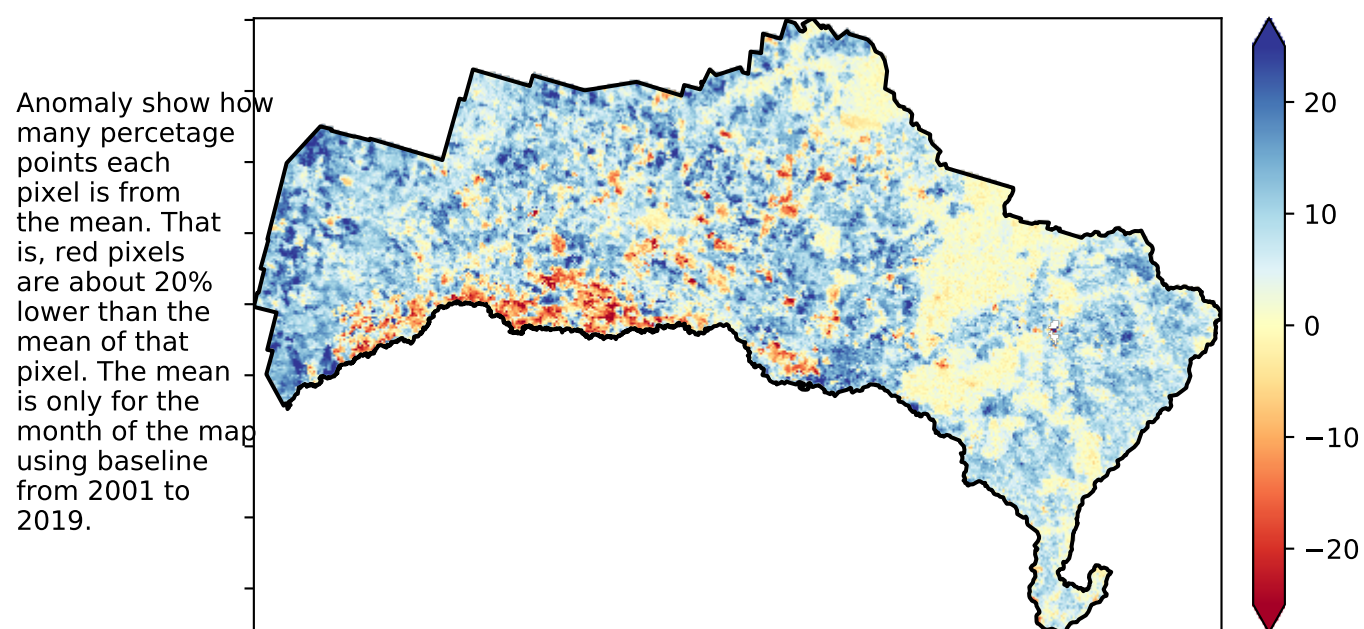 Anomaly show how
many percetage
points each
pixel is from
the mean. That
is, red pixels
are about 20%
lower than the
mean of that
pixel. The mean
is only for the
month of the map
using baseline
from 2001 to
2019.
20
10
0
−10
−20